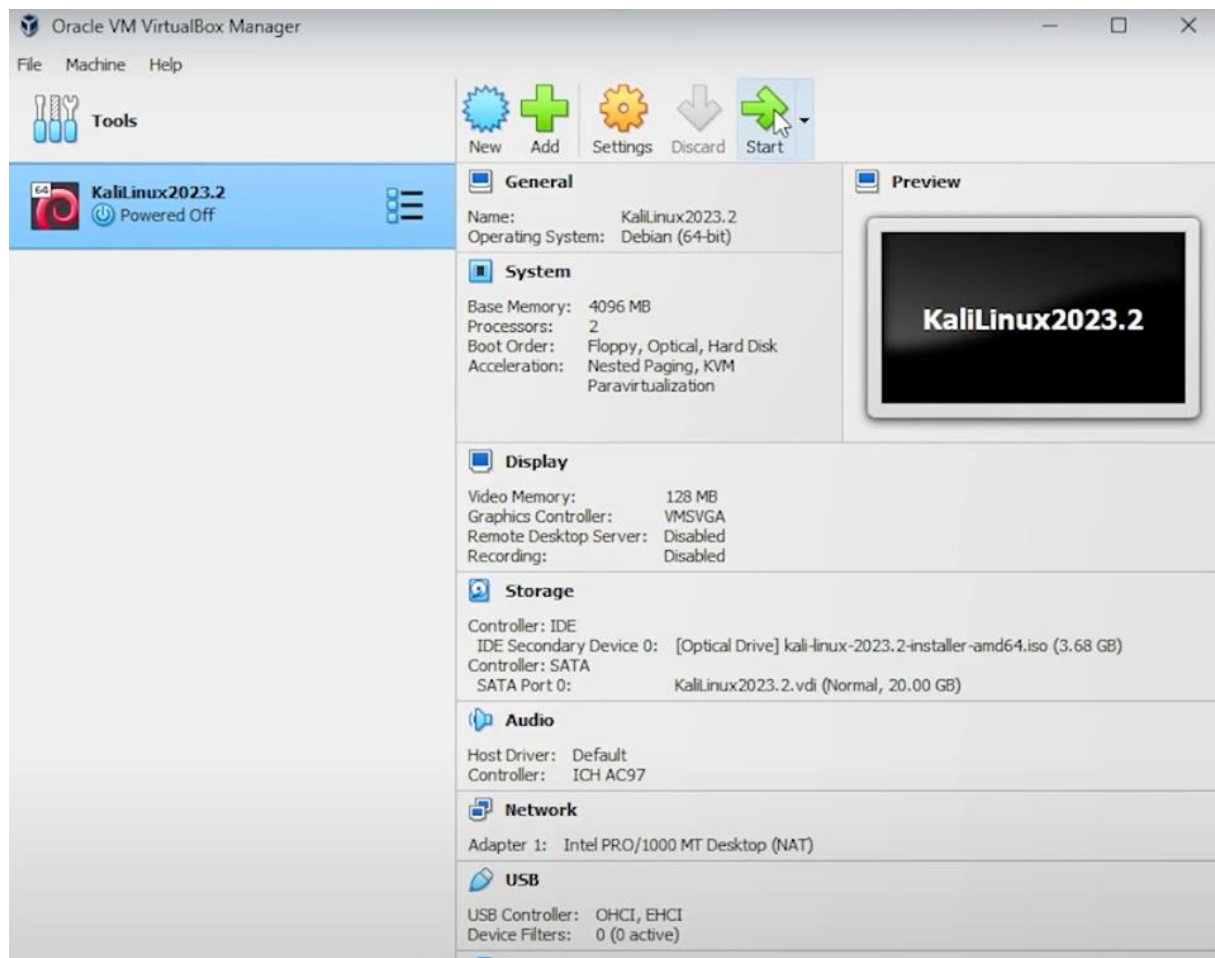 Oracle VM VirtualBox Manager
File Machine Help
Tools
New Add Settings Discard Start
64
KaliLinux2023.2
Powered Off
General
Name: KaliLinux2023.2
Operating System: Debian (64-bit)
System
Base Memory: 4096 MB
Processors: 2
Boot Order: Floppy, Optical, Hard Disk
Acceleration: Nested Paging, KVM
Paravirtualization
Preview
KaliLinux2023.2
Display
Video Memory: 128 MB
Graphics Controller: VMSVGA
Remote Desktop Server: Disabled
Recording: Disabled
Storage
Controller: IDE
IDE Secondary Device 0: [Optical Drive] kali-linux-2023.2-installer-amd64.iso (3.68 GB)
Controller: SATA
SATA Port 0: KaliLinux2023.2.vdi (Normal, 20.00 GB)
Audio
Host Driver: Default
Controller: ICH AC97
Network
Adapter 1: Intel PRO/1000 MT Desktop (NAT)
USB
USB Controller: OHCI, EHCI
Device Filters: 0 (0 active)